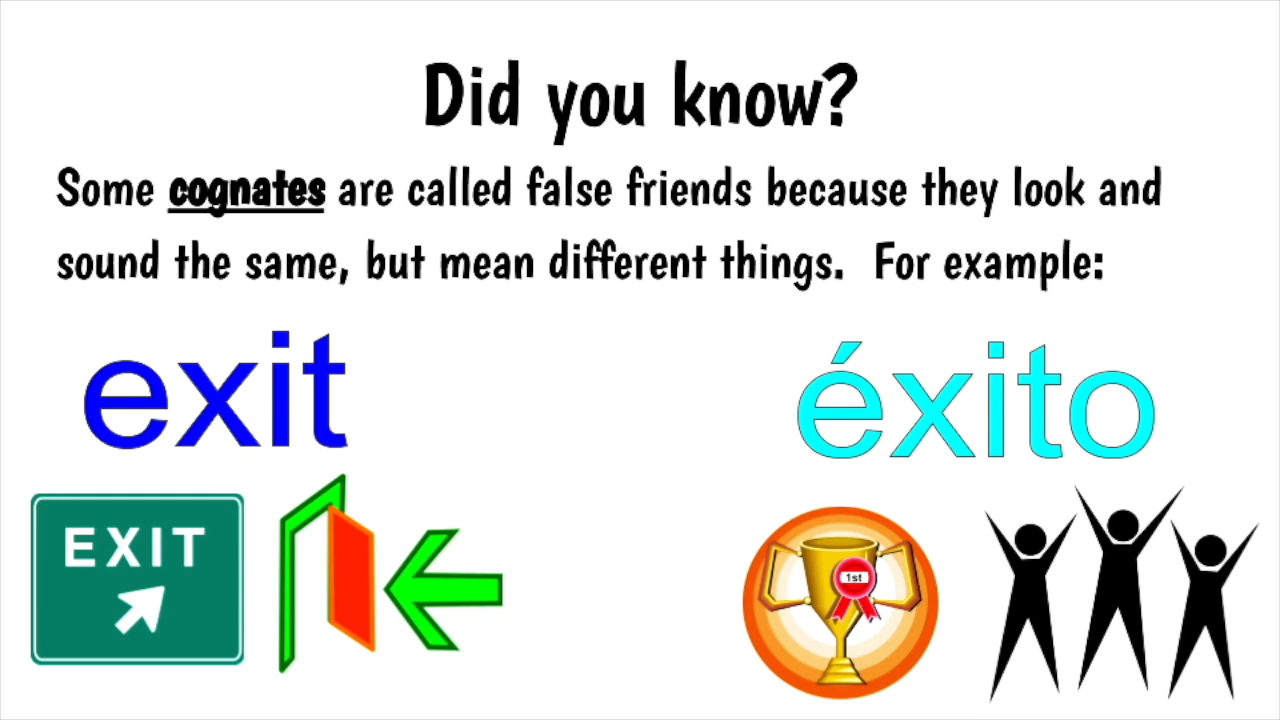 Did you know?
Some cognates are called false friends because they look and
sound the same, but mean different things. For example:
exit
éxito
EXIT
1st